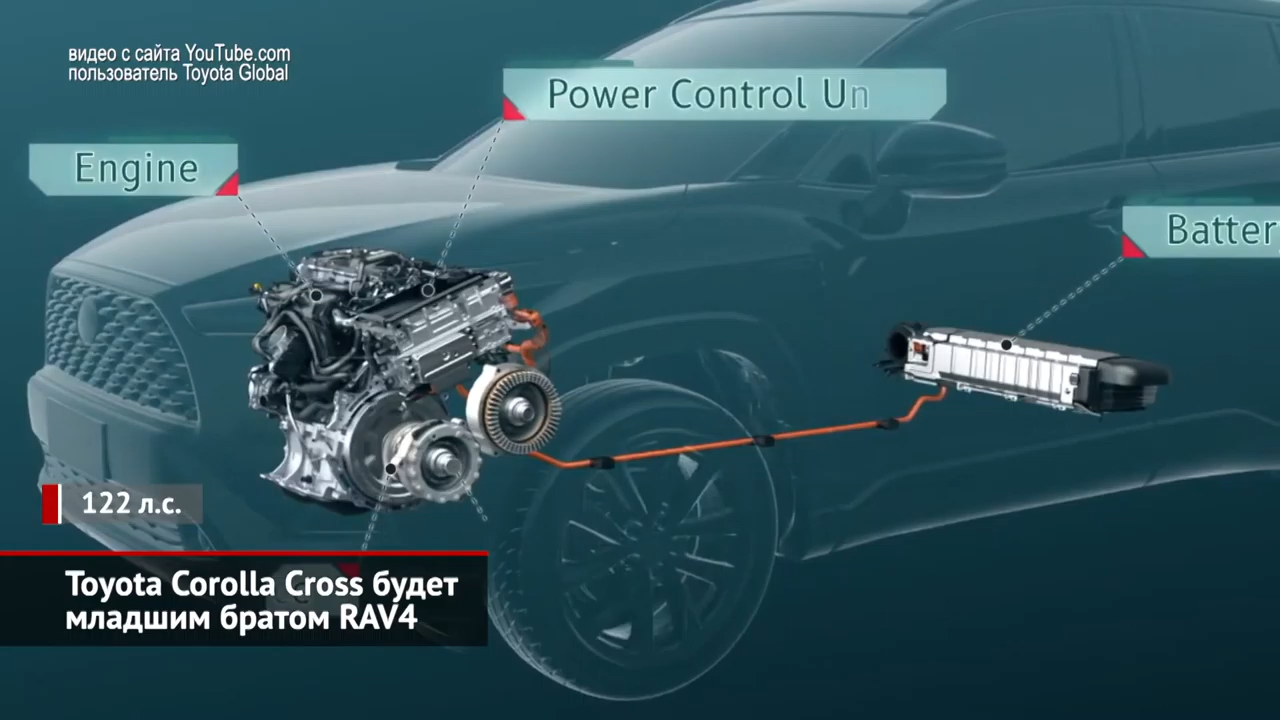 видео с сайта YouTube.com
пользователь Toyota Global
Power Control Un
Engine
Batter
122 л.с.
Toyota Corolla Cross будет
младшим братом RAV4